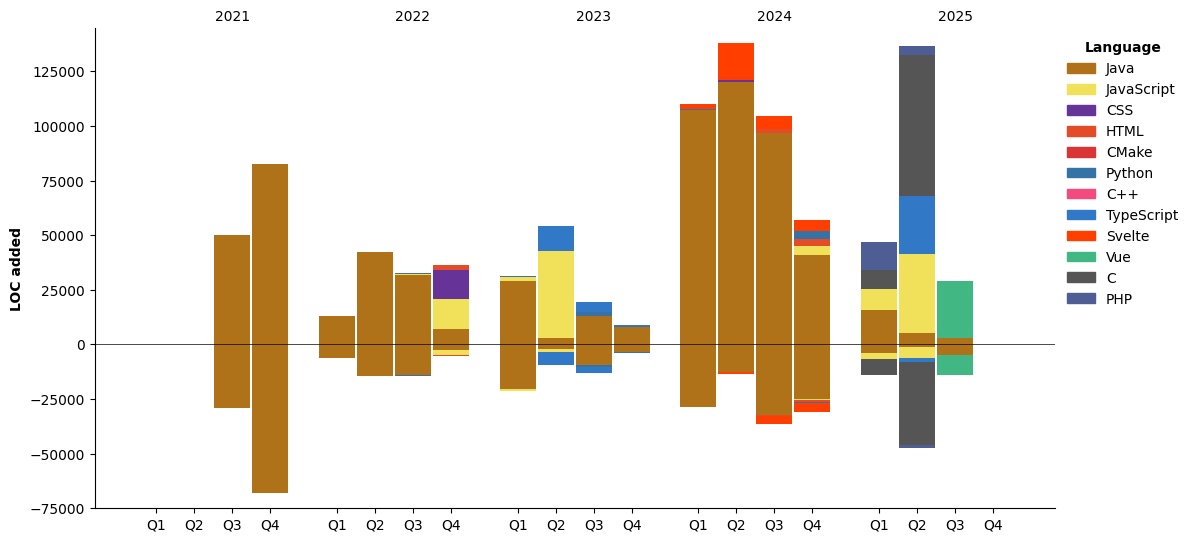 2021 2022 2023 2024 2025
LOC added
125000
100000
75000
50000
25000
0
−25000
−50000
−75000
Q1 Q2 Q3 Q4 Q1 Q2 Q3 Q4 Q1 Q2 Q3 Q4 Q1 Q2 Q3 Q4 Q1 Q2 Q3 Q4
Language
Java
JavaScript
CSS
HTML
CMake
Python
C++
TypeScript
Svelte
Vue
C
PHP